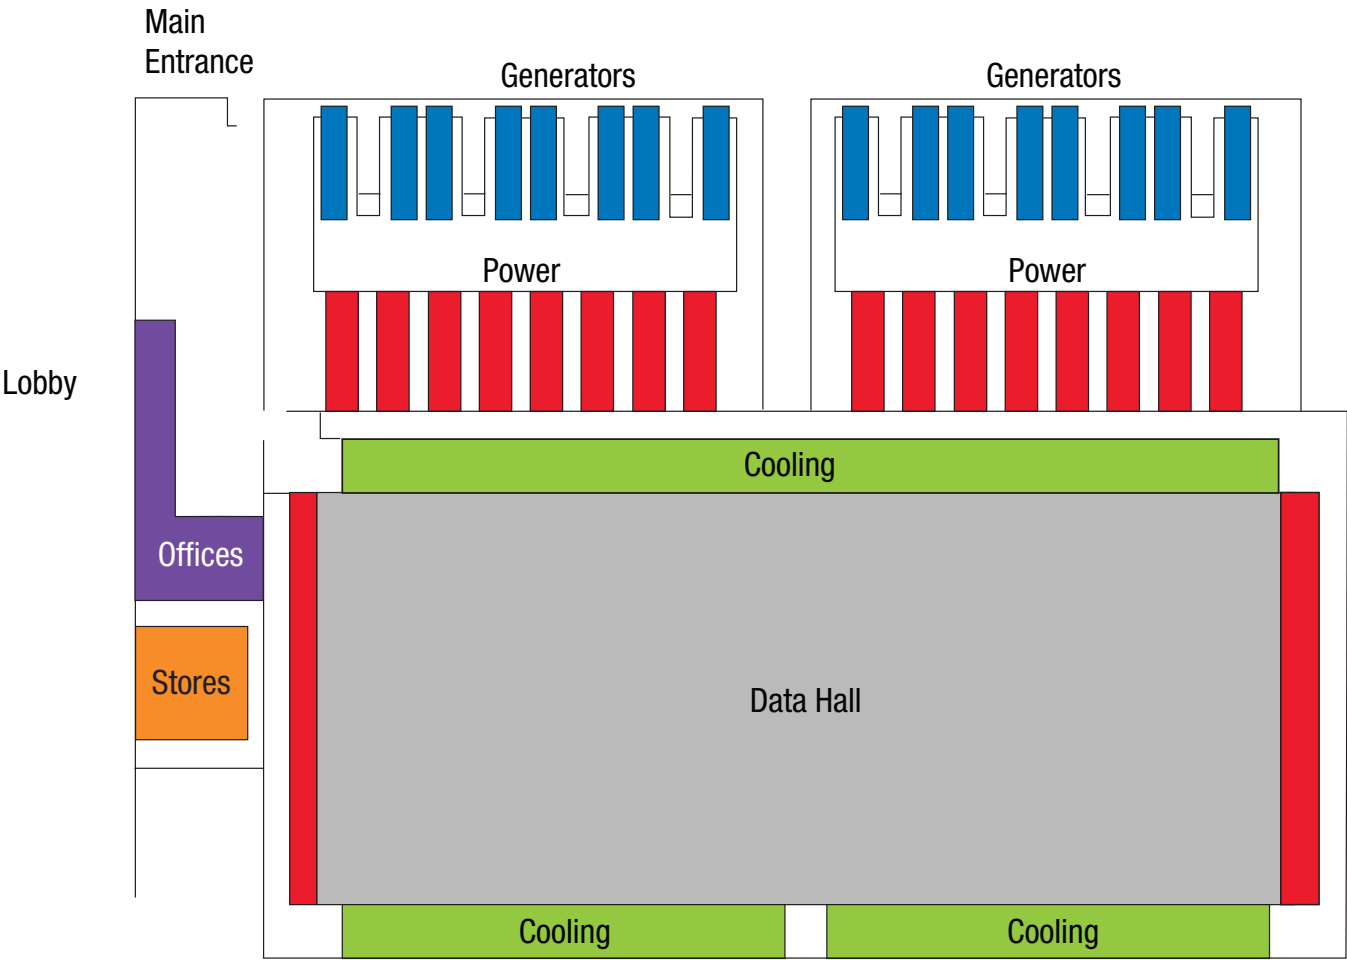 Main
Entrance
Generators
Generators
Power
Power
Lobby
Cooling
Offices
Stores
Data Hall
Cooling
Cooling